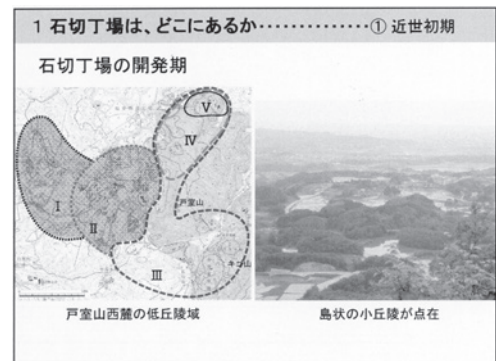 1 石切丁場は、どこにあるか‥‥‥‥‥① 近世初期
石切丁場の開発期
Ⅴ
Ⅳ
Ⅰ
Ⅱ
戸室山
Ⅲ
キゴ山
戸室山西麓の低丘陵域
島状の小丘陵が点在